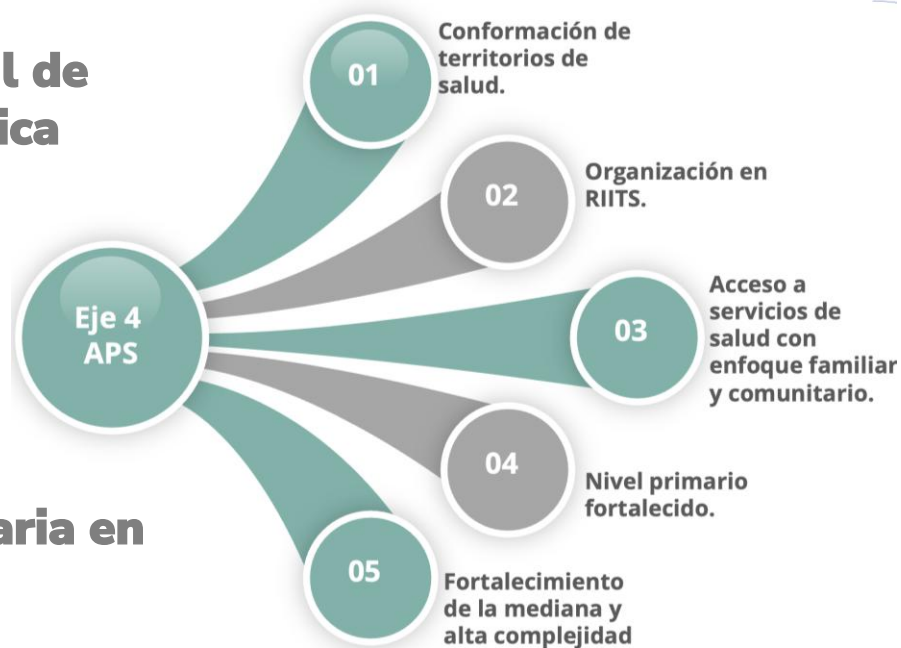 l de
ica
aria en
Eje 4
APS
01
Conformación de
territorios de
salud.
02
Organización en
RIITS.
03
Acceso a
servicios de
salud con
enfoque familiar
y comunitario.
04
Nivel primario
fortalecido.
05
Fortalecimiento
de la mediana y
alta complejidad